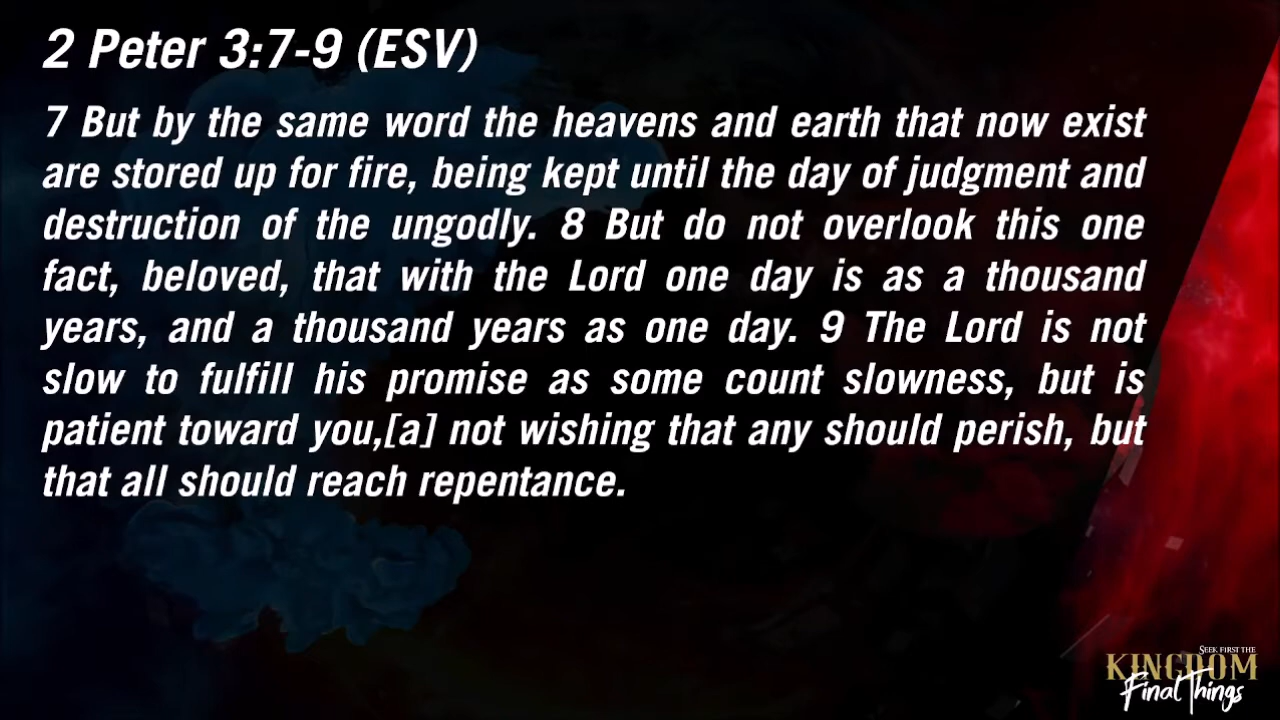 2 Peter 3:7-9 (ESV)
7 But by the same word the heavens and earth that now exist
are stored up for fire, being kept until the day of judgment and
destruction of the ungodly. 8 But do not overlook this one
fact, beloved, that with the Lord one day is as a thousand
years, and a thousand years as one day. 9 The Lord is not
slow to fulfill his promise as some count slowness, but is
patient toward you,[a] not wishing that any should perish, but
that all should reach repentance.
SEEK FIRST THE
KINGDOM
Final Things